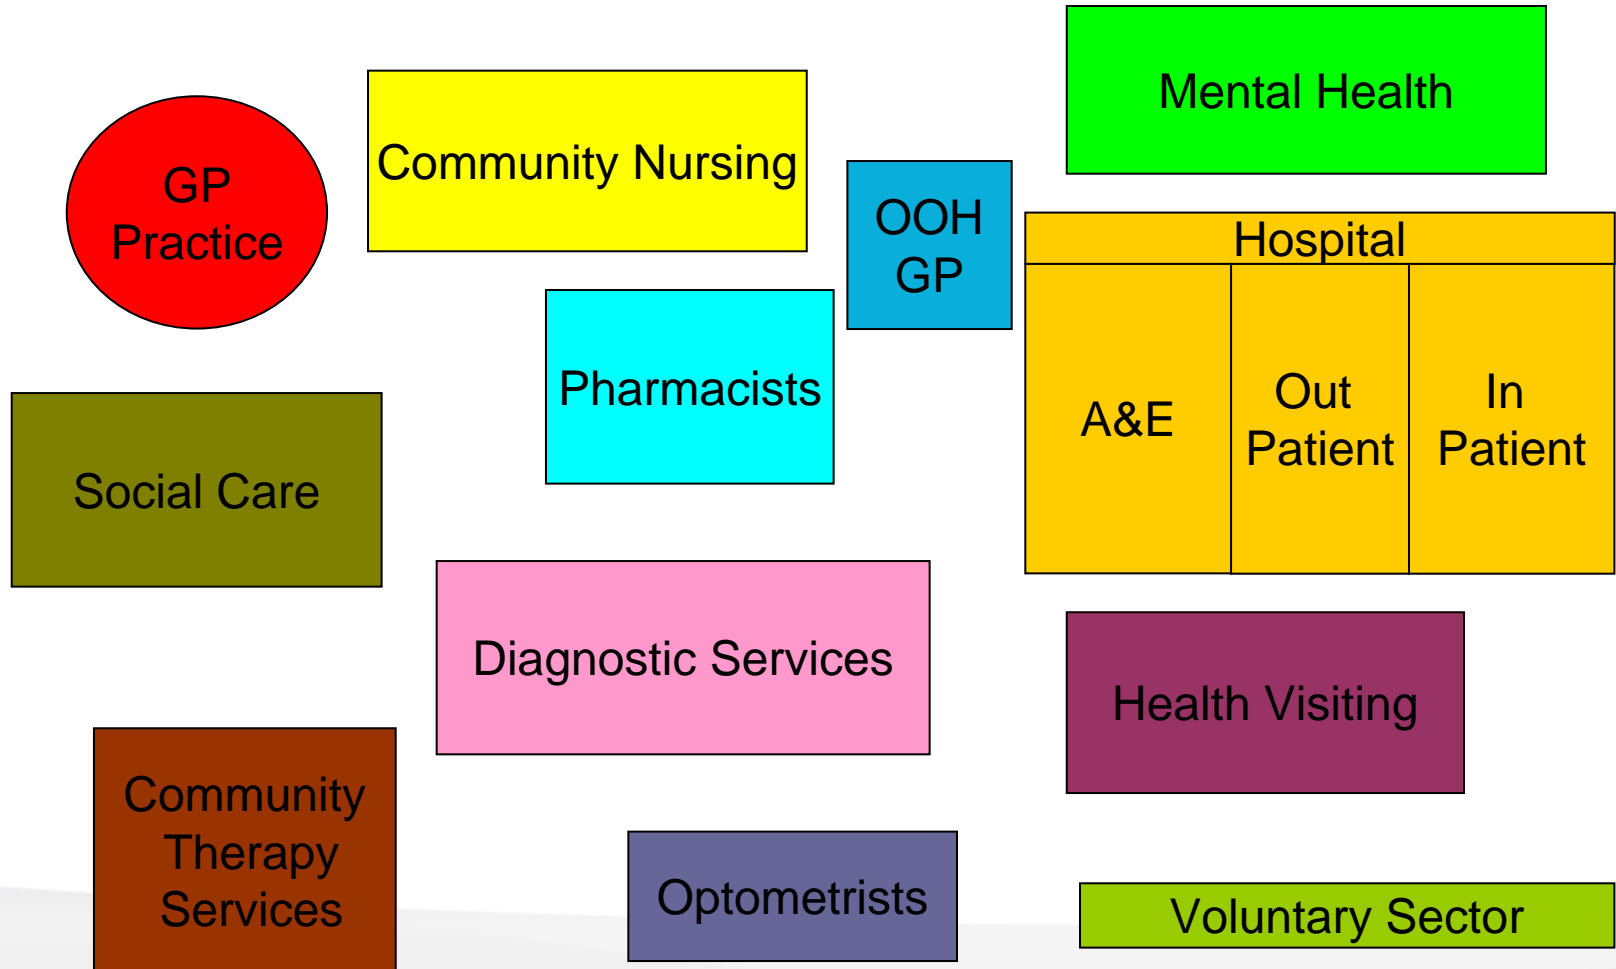 Mental Health
Community Nursing
GP
Practice
OOH
GP
Hospital
Pharmacists
A&E
Out
Patient
In
Patient
Social Care
Diagnostic Services
Health Visiting
Community
Therapy
Services
Optometrists
Voluntary Sector